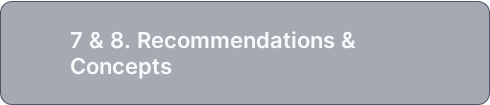 7 & 8. Recommendations &
Concepts